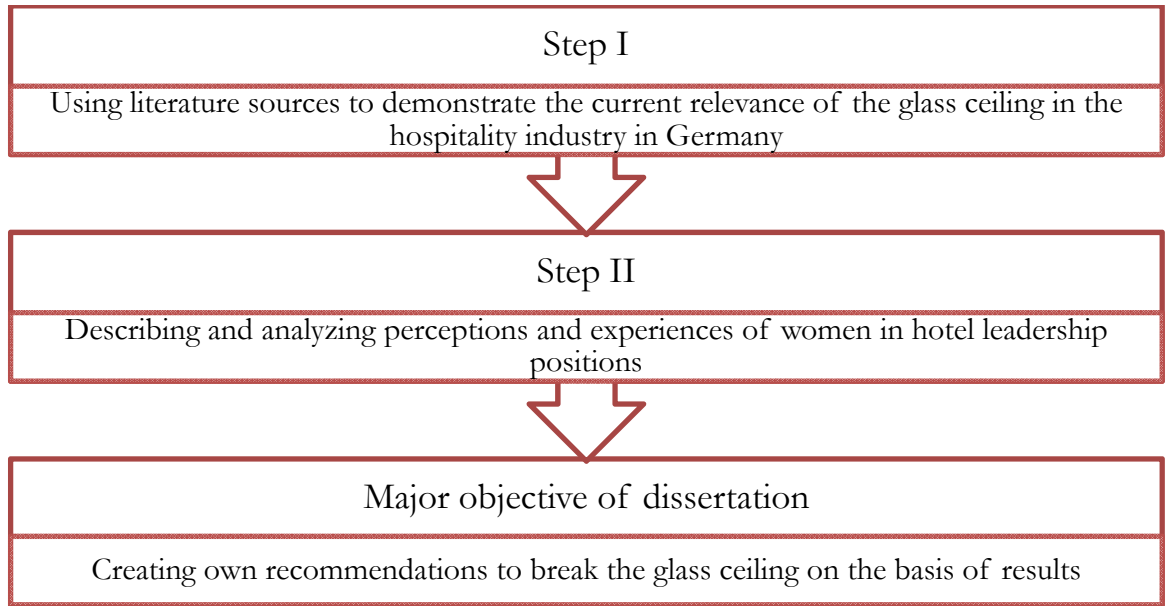 Step I
Using literature sources to demonstrate the current relevance of the glass ceiling in the
hospitality industry in Germany
Step II
Describing and analyzing perceptions and experiences of women in hotel leadership
positions
Major objective of dissertation
Creating own recommendations to break the glass ceiling on the basis of results